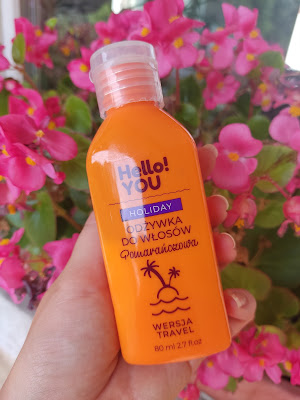 Hello!
YOU
HOLIDAY
ODŻYWKA
DO WŁOSÓW
Pomarańczowa
WERSJA
TRAVEL
80 ml 2.7 fl.oz